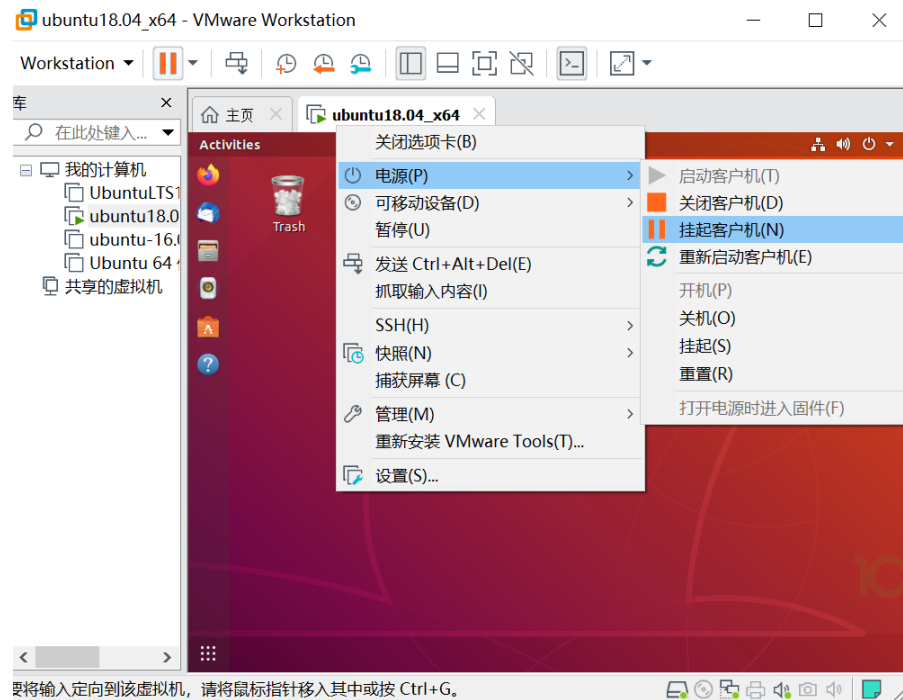 ubuntu18.04_x64 - VMware Workstation
Workstation
库
在此处键入...
主页
ubuntu18.04_x64
我的计算机
UbuntuLTS1
ubuntu18.0
ubuntu-16.
Ubuntu 64
共享的虚拟机
Activities
Trash
关闭选项卡(B)
电源(P)
可移动设备(D)
暂停(U)
发送 Ctrl+Alt+Del(E)
抓取输入内容(I)
SSH(H)
快照(N)
捕获屏幕 (C)
管理(M)
重新安装 VMware Tools(T)...
设置(S)...
启动客户机(T)
关闭客户机(D)
挂起客户机(N)
重新启动客户机(E)
开机(P)
关机(O)
挂起(S)
重置(R)
打开电源时进入固件(F)
要将输入定向到该虚拟机，请将鼠标指针移入其中或按 Ctrl+G。